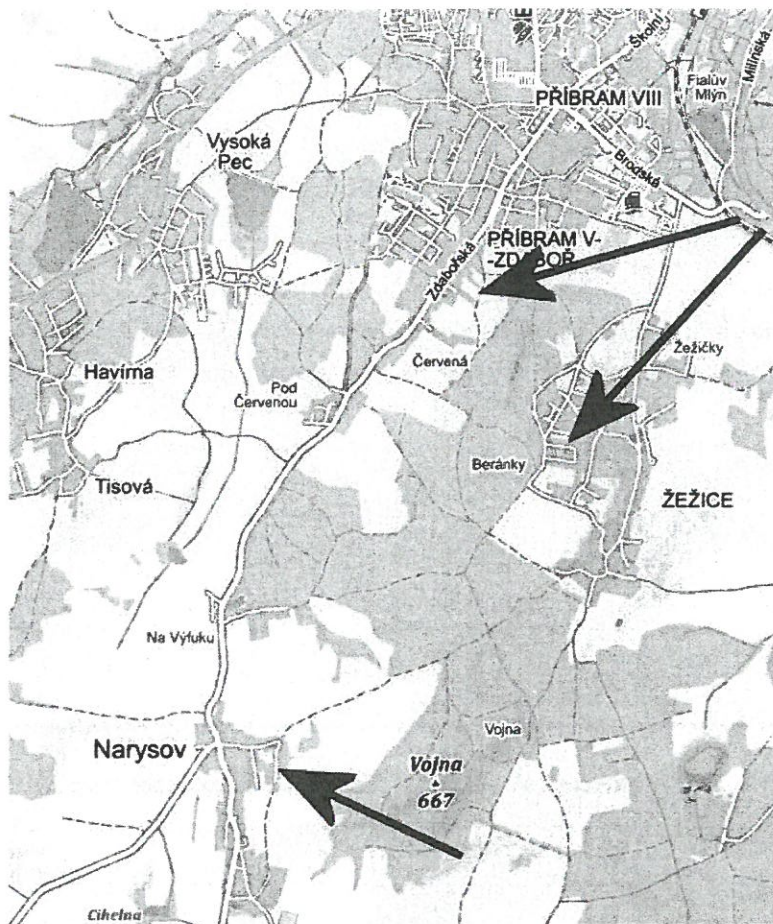 Školní
Milínská
Fialův
Mlýn
PŘÍBRAM VIII
Vysoká
Pec
Brodská
PŘÍBRAM V-
-ZDABOŘ
Zdabořská
Žežičky
Červená
Havírna
Pod
Červenou
Beránky
Tisová
ŽEŽICE
Na Výfuku
Vojna
Narysov
Vojna
667
Cihelna